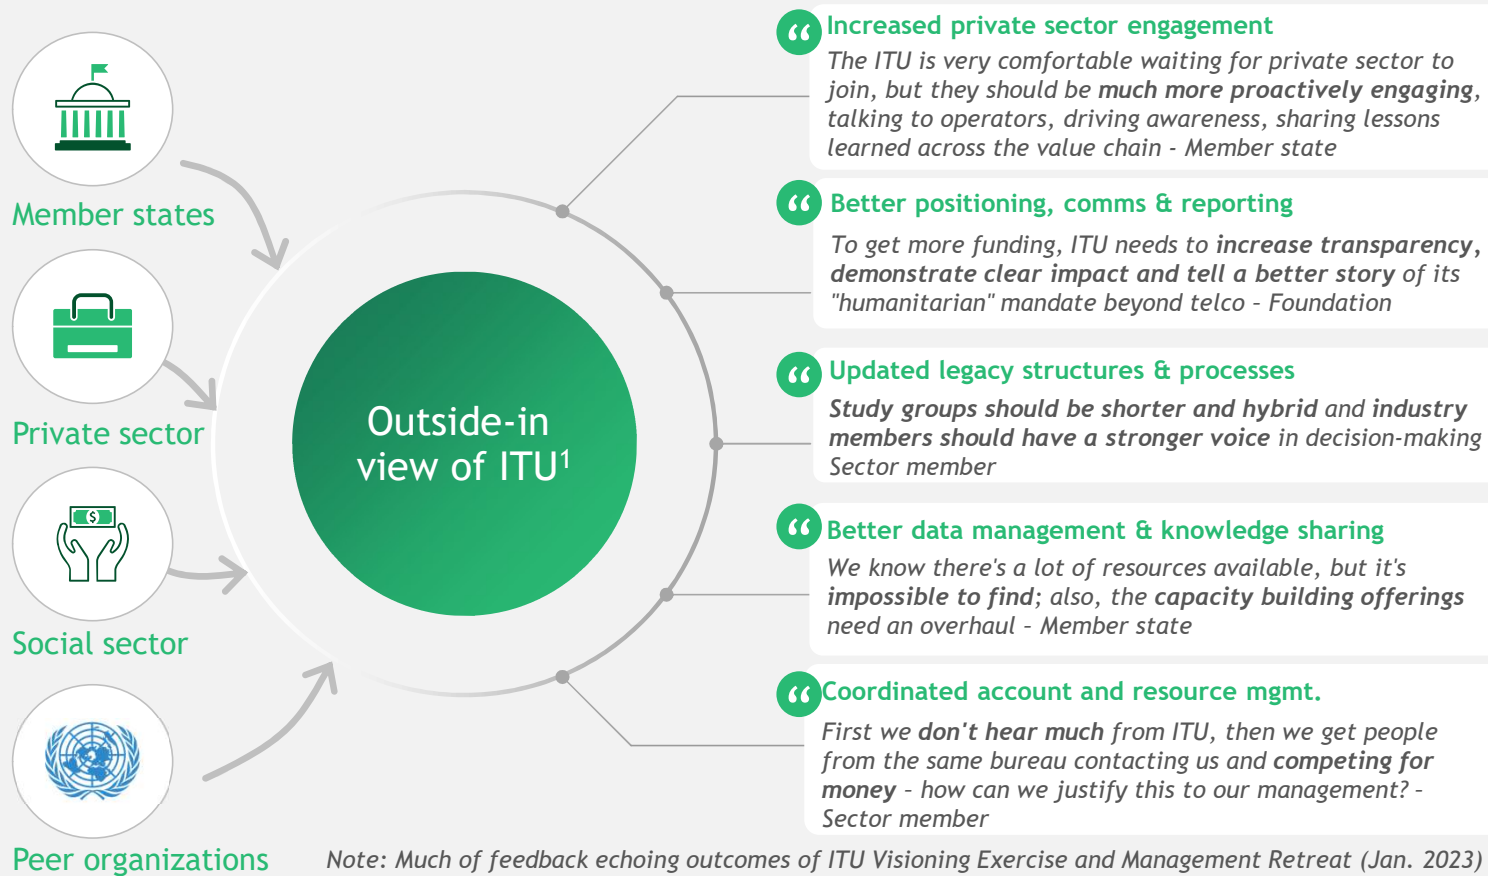 Member states
Private sector
Social sector
Peer organizations
$
Outside-in
view of ITU¹
“
Increased private sector engagement
The ITU is very comfortable waiting for private sector to
join, but they should be much more proactively engaging,
talking to operators, driving awareness, sharing lessons
learned across the value chain - Member state
“
Better positioning, comms & reporting
To get more funding, ITU needs to increase transparency,
demonstrate clear impact and tell a better story of its
"humanitarian" mandate beyond telco – Foundation
“
Updated legacy structures & processes
Study groups should be shorter and hybrid and industry
members should have a stronger voice in decision-making
Sector member
“
Better data management & knowledge sharing
We know there's a lot of resources available, but it's
impossible to find; also, the capacity building offerings
need an overhaul – Member state
“
Coordinated account and resource mgmt.
First we don't hear much from ITU, then we get people
from the same bureau contacting us and competing for
money – how can we justify this to our management? –
Sector member
Note: Much of feedback echoing outcomes of ITU Visioning Exercise and Management Retreat (Jan. 2023)